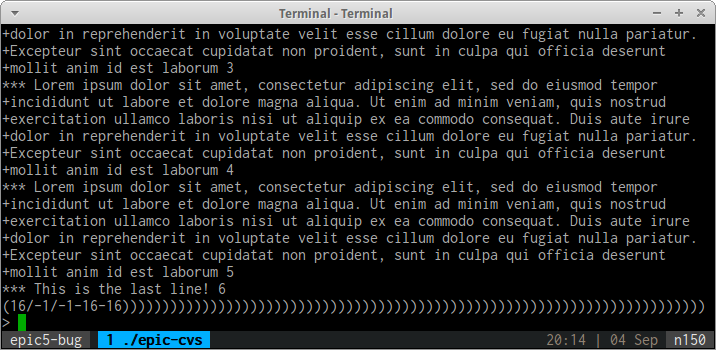 Terminal - Terminal
+dolor in reprehenderit in voluptate velit esse cillum dolore eu fugiat nulla pariatur.
+Excepteur sint occaecat cupidatat non proident, sunt in culpa qui officia deserunt
+mollit anim id est laborum 3
*** Lorem ipsum dolor sit amet, consectetur adipiscing elit, sed do eiusmod tempor
+incididunt ut labore et dolore magna aliqua. Ut enim ad minim veniam, quis nostrud
+exercitation ullamco laboris nisi ut aliquip ex ea commodo consequat. Duis aute irure
+dolor in reprehenderit in voluptate velit esse cillum dolore eu fugiat nulla pariatur.
+Excepteur sint occaecat cupidatat non proident, sunt in culpa qui officia deserunt
+mollit anim id est laborum 4
*** Lorem ipsum dolor sit amet, consectetur adipiscing elit, sed do eiusmod tempor
+incididunt ut labore et dolore magna aliqua. Ut enim ad minim veniam, quis nostrud
+exercitation ullamco laboris nisi ut aliquip ex ea commodo consequat. Duis aute irure
+dolor in reprehenderit in voluptate velit esse cillum dolore eu fugiat nulla pariatur.
+Excepteur sint occaecat cupidatat non proident, sunt in culpa qui officia deserunt
+mollit anim id est laborum 5
*** This is the last line! 6
(16/-1/-1-16-16)))))))))))))))))))))))))))))))))))))))))))))))))))))))))))))))))))))))))
>
epic5-bug 1 ./epic-cvs 20:14 | 04 Sep n150